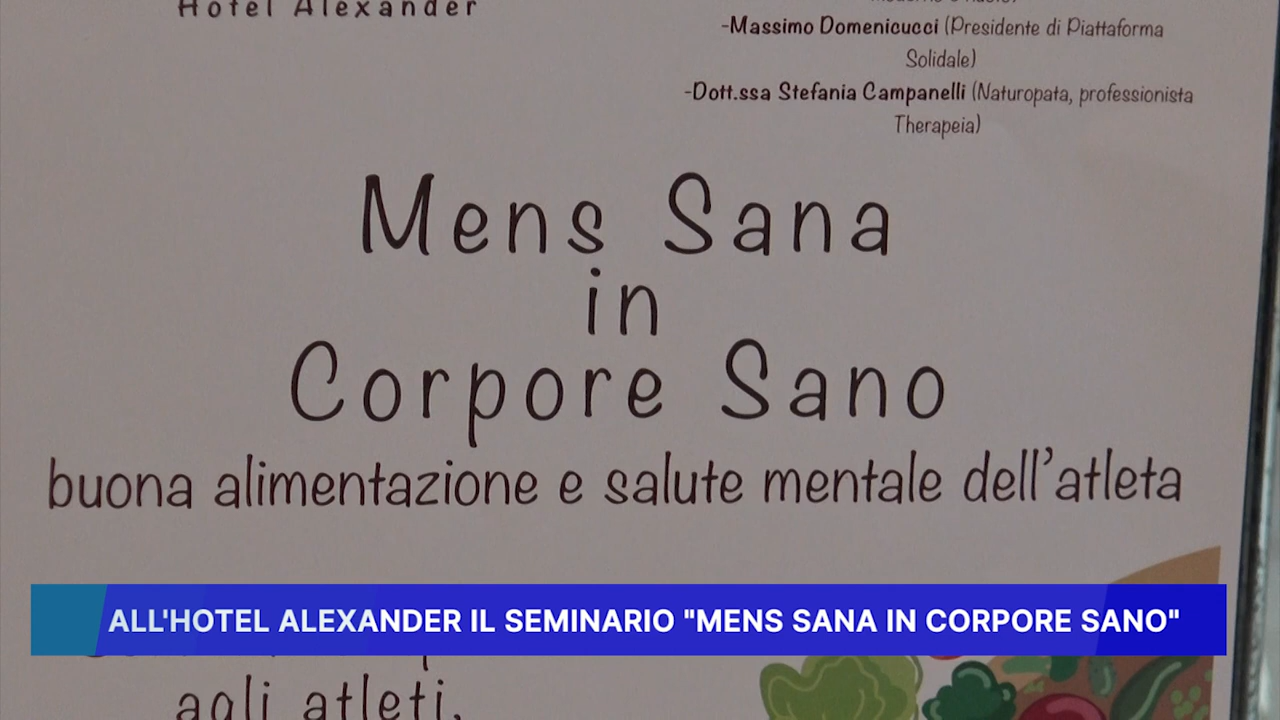 Hotel Alexander
-Massimo Domenicucci (Presidente di Piattaforma
Solidale)
-Dott.ssa Stefania Campanelli (Naturopata, professionista
Therapeia)
Mens Sana
in
Corpore Sano
buona alimentazione e salute mentale dell'atleta
ALL'HOTEL ALEXANDER IL SEMINARIO "MENS SANA IN CORPORE SANO"
agli atleti.